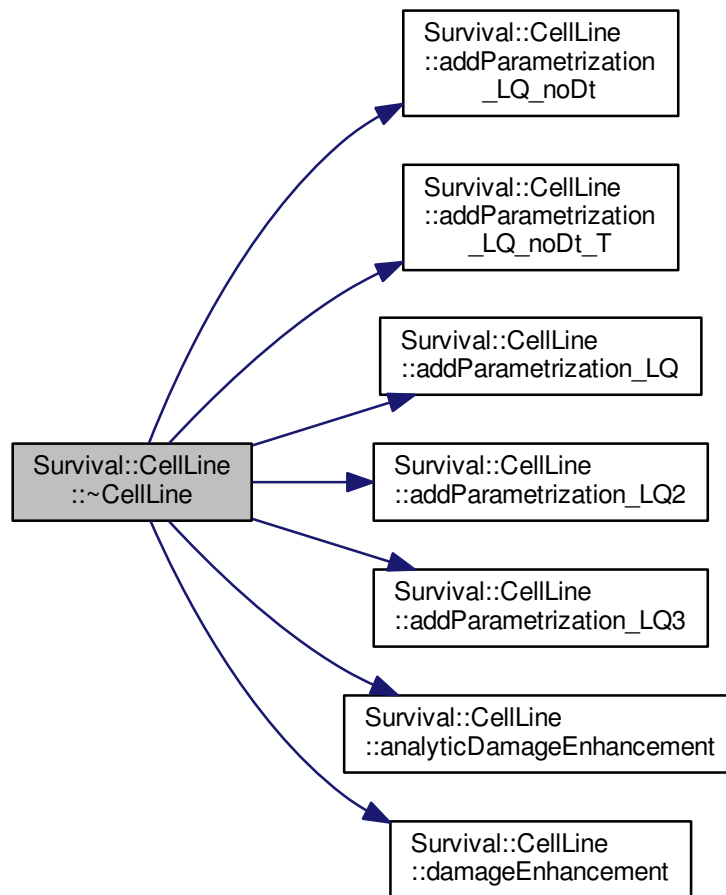 Survival::CellLine
::addParametrization
_LQ_noDt
Survival::CellLine
::addParametrization
_LQ_noDt_T
Survival::CellLine
::addParametrization_LQ
Survival::CellLine
::~CellLine
Survival::CellLine
::addParametrization_LQ2
Survival::CellLine
::addParametrization_LQ3
Survival::CellLine
::analyticDamageEnhancement
Survival::CellLine
::damageEnhancement